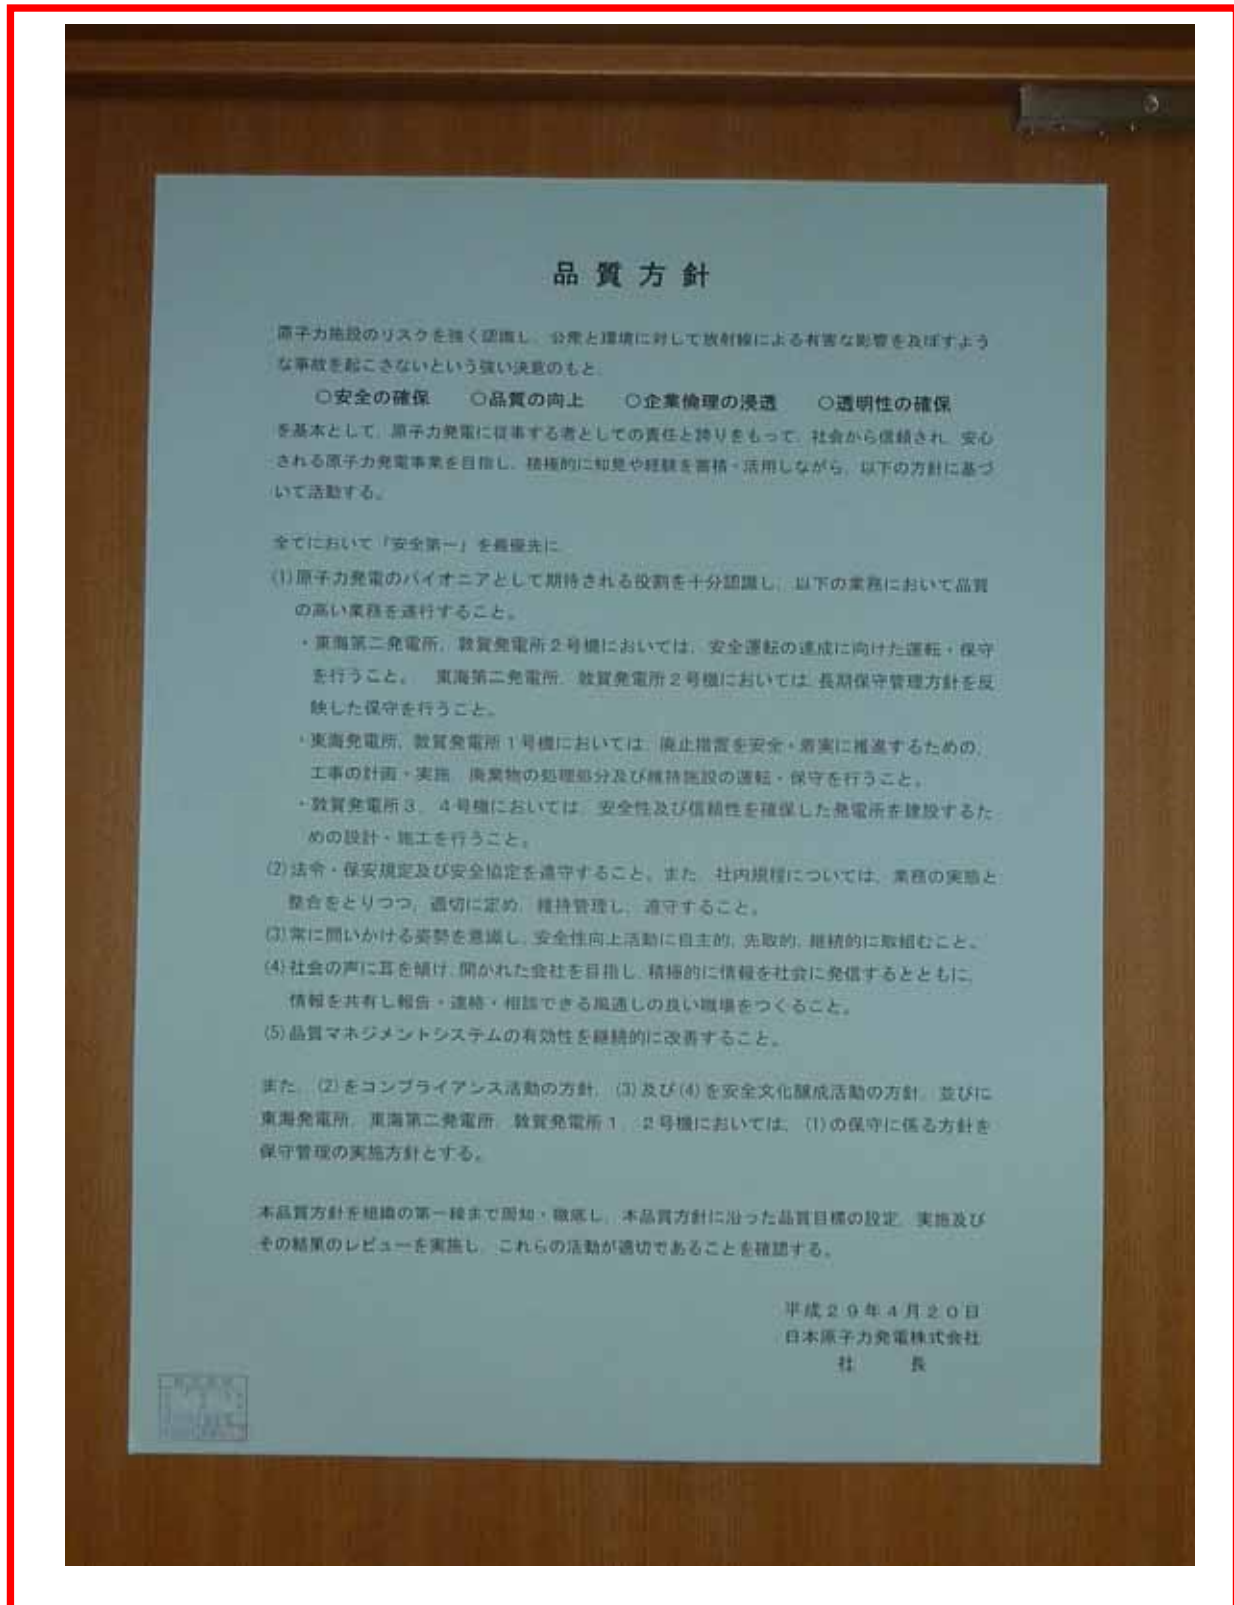 品質方針
原子力施設のリスクを強く認識し，公衆と環境に対して放射線による有害な影響を及ぼすよう
な事故を起こさないという強い決意のもと，
○安全の確保　○品質の向上　○企業倫理の浸透　○透明性の確保
を基本として，原子力発電に従事する者としての責任と誇りをもって，社会から信頼され，安心
される原子力発電事業を目指し，積極的に知見や経験を蓄積・活用しながら，以下の方針に基づ
いて活動する。
全てにおいて「安全第一」を最優先に，
(1)原子力発電のパイオニアとして期待される役割を十分認識し，以下の業務において品質
の高い業務を遂行すること。
・東海第二発電所，敦賀発電所２号機においては，安全運転の達成に向けた運転・保守
を行うこと。　東海第二発電所，敦賀発電所２号機においては，長期保守管理方針を反
映した保守を行うこと。
・東海発電所，敦賀発電所１号機においては，廃止措置を安全・着実に推進するための，
工事の計画・実施，廃棄物の処理処分及び維持施設の運転・保守を行うこと。
・敦賀発電所３，４号機においては，安全性及び信頼性を確保した発電所を建設するた
めの設計・施工を行うこと。
(2)法令・保安規定及び安全協定を遵守すること。また，社内規程については，業務の実態と
整合をとりつつ，適切に定め，維持管理し，遵守すること。
(3)常に問いかける姿勢を意識し，安全性向上活動に自主的，先取的，継続的に取組むこと。
(4)社会の声に耳を傾け，開かれた会社を目指し，積極的に情報を社会に発信するとともに，
情報を共有し報告・連絡・相談できる風通しの良い職場をつくること。
(5)品質マネジメントシステムの有効性を継続的に改善すること。
また，(2)をコンプライアンス活動の方針，(3)及び(4)を安全文化醸成活動の方針，並びに
東海発電所，東海第二発電所，敦賀発電所１，２号機においては，(1)の保守に係る方針を
保守管理の実施方針とする。
本品質方針を組織の第一線まで周知・徹底し，本品質方針に沿った品質目標の設定，実施及び
その結果のレビューを実施し，これらの活動が適切であることを確認する。
平成２９年４月２０日
日本原子力発電株式会社
社　長